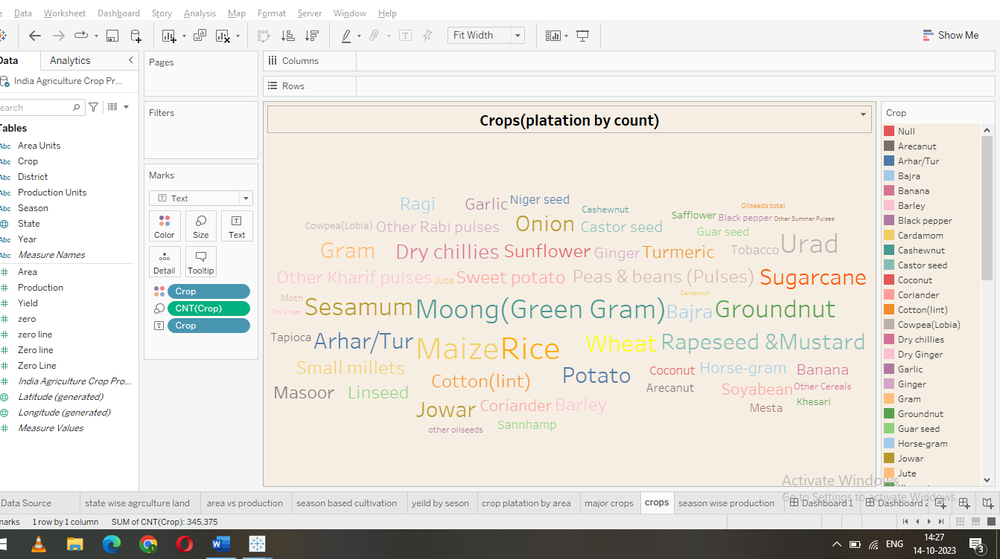 e Data Worksheet Dashboard Story Analysis Map Format Server Window Help
Fit Width
Show Me
Data Analytics
India Agriculture Crop Pr...
earch
Tables
Abc Area Units
Abc Crop
Abc District
Abc Production Units
Abc Season
State
Abc Year
Abc Measure Names
# Area
# Production
# Yield
# zero
# zero line
# Zero line
# Zero Line
# India Agriculture Crop Pro...
Latitude (generated)
Longitude (generated)
# Measure Values
Pages
Filters
Marks
T Text
Color Size Text
Detail Tooltip
Crop
CNT(Crop)
Crop
Columns
Rows
Crops(platation by count)
Ragi Garlic Niger seed Cashewnut Oilseeds total
Cowpea(Lobia) Other Rabi pulses Onion Castor seed Safflower Black pepper Other Summer Pulses
Guar seed
Gram Dry chillies Sunflower Ginger Turmeric Tobacco Urad
Other Kharif pulses Jute Sweet potato Peas & beans (Pulses) Sugarcane
Moth Cardamom
Dry Ginger Sesamum Moong(Green Gram) Bajra Groundnut
Tapioca Arhar/Tur Maize Rice Wheat Rapeseed &Mustard
Small millets Cotton(lint) Potato Coconut Horse-gram Banana
Masoor Linseed Arecanut Soyabean Other Cereals
Jowar Coriander Barley Mesta Khesari
other oilseeds Sannhamp
Crop
Null
Arecanut
Arhar/Tur
Bajra
Banana
Barley
Black pepper
Cardamom
Cashewnut
Castor seed
Coconut
Coriander
Cotton(lint)
Cowpea(Lobia)
Dry chillies
Dry Ginger
Garlic
Ginger
Gram
Groundnut
Guar seed
Horse-gram
Jowar
Jute
Activate Windows
Go to Settings to activate Windows.
Data Source state wise agrculture land area vs production season based cultivation yeild by seson crop platation by area major crops crops season wise production Dashboard 1 Dashboard 2
marks 1 row by 1 column SUM of CNT(Crop): 345,375
ENG
14:27
14-10-2023
3